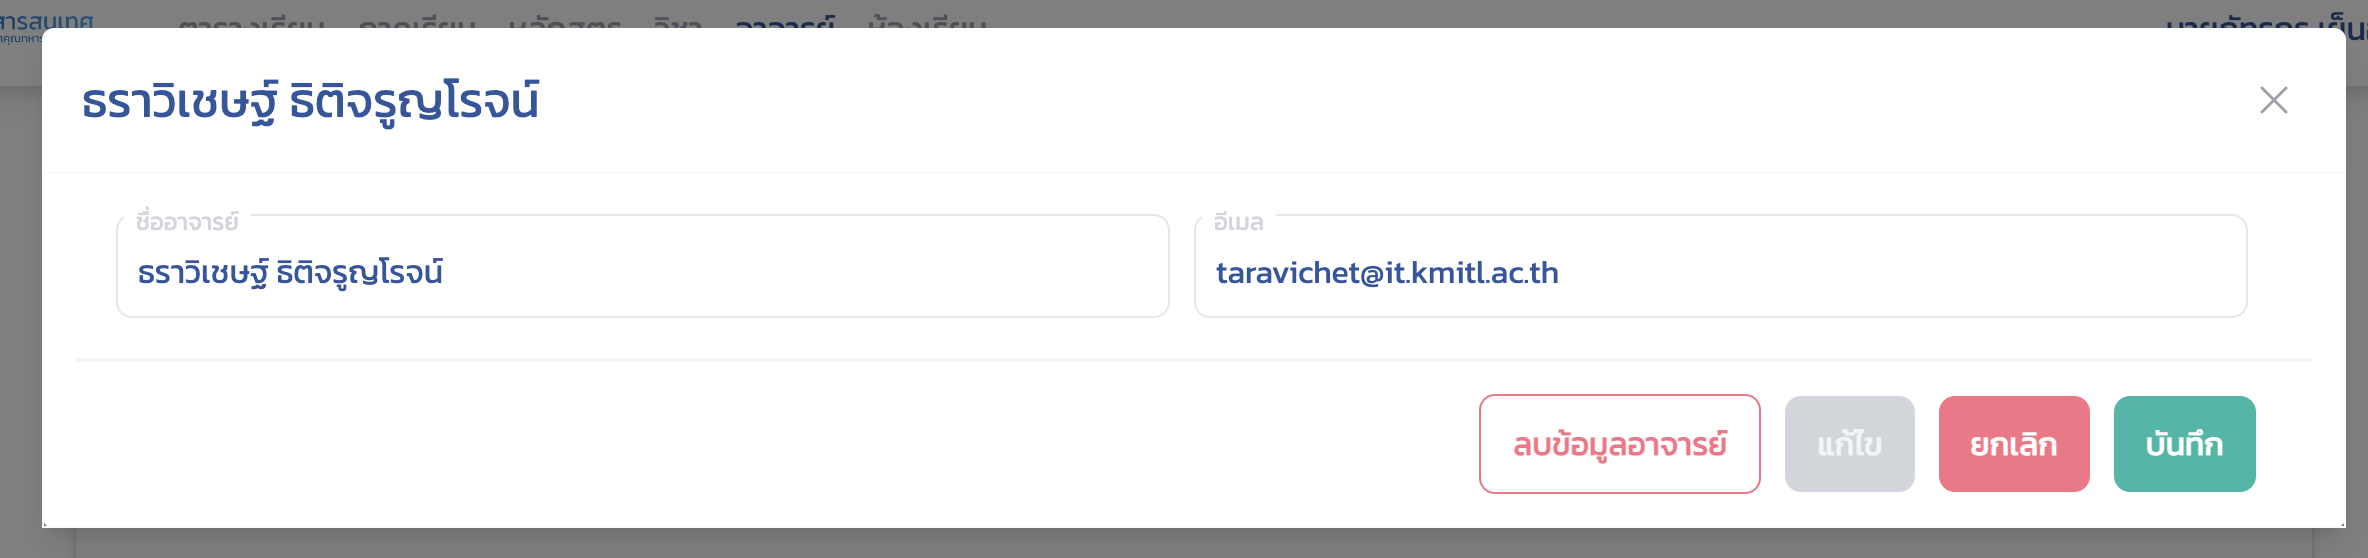 ธราวิเชษฐ์ ธิติจรูญโรจน์
ชื่ออาจารย์
อีเมล
ธราวิเชษฐ์ ธิติจรูญโรจน์
taravichet@it.kmitl.ac.th
ลบข้อมูลอาจารย์ แก้ไข ยกเลิก บันทึก